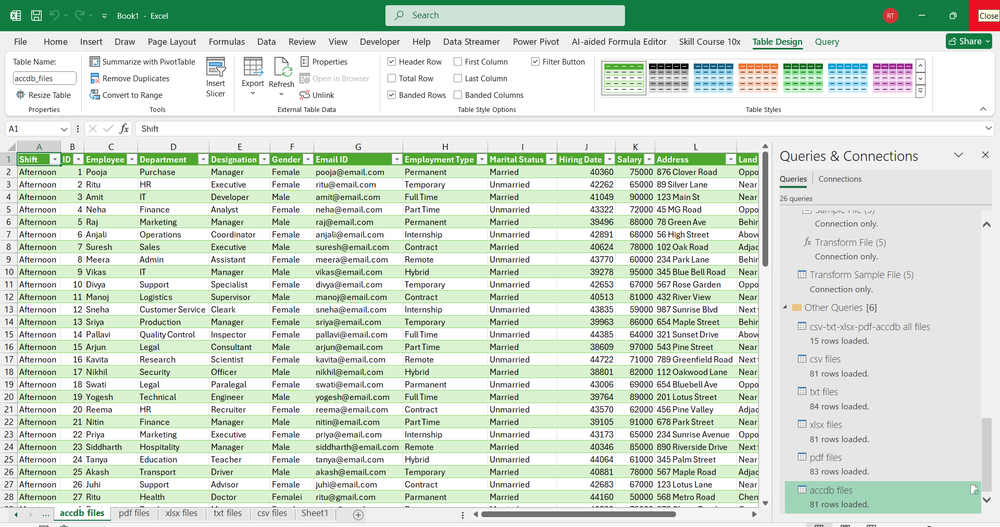 Book1 - Excel
Search
RT
Close
File Home Insert Draw Page Layout Formulas Data Review View Developer Help Data Streamer Power Pivot AI-aided Formula Editor Skill Course 10x Table Design Query Share
Table Name:
accdb_files
Resize Table
Properties
Summarize with PivotTable
Remove Duplicates
Convert to Range
Tools
Insert Slicer
Export
Refresh
Properties
Open in Browser
Unlink
External Table Data
Header Row First Column Filter Button
Total Row Last Column
Banded Rows Banded Columns
Table Style Options
Table Styles
A1 fx Shift
A B C D E F G H I J K L
1 Shift ID Employee Department Designation Gender Email ID Employment Type Marital Status Hiring Date Salary Address Land
2 Afternoon 1 Pooja Purchase Manager Female pooja@email.com Permanent Married 40360 75000 876 Clover Road Oppo
3 Afternoon 2 Ritu HR Executive Female ritu@email.com Temporary Unmarried 42262 65000 89 Silver Lane Near
4 Afternoon 3 Amit IT Developer Male amit@email.com Full Time Married 41049 90000 123 Main St Near
5 Afternoon 4 Neha Finance Analyst Female neha@email.com Part Time Unmarried 43322 72000 45 MG Road Oppo
6 Afternoon 5 Raj Marketing Manager Male raj@email.com Permanent Married 39496 88000 78 Green Ave Behin
7 Afternoon 6 Anjali Operations Coordinator Female anjali@email.com Internship Unmarried 42891 68000 56 High Street Above
8 Afternoon 7 Suresh Sales Executive Male suresh@email.com Contract Married 40624 78000 102 Oak Road Adjac
9 Afternoon 8 Meera Admin Assistant Female meera@email.com Remote Unmarried 43770 60000 234 Park Lane Behin
10 Afternoon 9 Vikas IT Manager Male vikas@email.com Hybrid Married 39278 95000 345 Blue Bell Road Near
11 Afternoon 10 Divya Support Specialist Female divya@email.com Temporary Unmarried 42653 67000 567 Rose Garden Oppo
12 Afternoon 11 Manoj Logistics Supervisor Male manoj@email.com Contract Married 40513 81000 432 River View Near
13 Afternoon 12 Sneha Customer Service Cleark Female sneha@email.com Internship Unmarried 43835 59000 987 Sunrise Blvd Next
14 Afternoon 13 Sriya Production Manager Female sriya@email.com Temporary Married 39963 86000 654 Maple Street Behin
15 Afternoon 14 Pallavi Quality Control Inspector Female pallavi@email.com Full Time Unmarried 44385 64000 321 Sunset Drive Above
16 Afternoon 15 Arjun Legal Consultant Male arjun@email.com Part Time Married 38609 97000 543 Pine Street Near
17 Afternoon 16 Kavita Research Scientist Female kavita@email.com Remote Unmarried 44722 71000 789 Greenfield Road Next
18 Afternoon 17 Nikhil Security Officer Male nikhil@email.com Hybrid Married 38801 82000 112 Oakwood Lane Near
19 Afternoon 18 Swati Legal Paralegal Female swati@email.com Parmanent Unmarried 43006 69000 654 Bluebell Ave Oppo
20 Afternoon 19 Yogesh Technical Engineer Male yogesh@email.com Full Time Married 39764 89000 201 Lotus Street Near
21 Afternoon 20 Reema HR Recruiter Female reema@email.com Contract Unmarried 43570 62000 456 Pine Valley Adjac
22 Afternoon 21 Nitin Finance Manager Male nitin@email.com Part Time Married 39105 91000 678 Park Street Near
23 Afternoon 22 Priya Marketing Executive Female priya@email.com Internship Unmarried 43173 65000 234 Sunrise Avenue Oppo
24 Afternoon 23 Siddharth Hospitality Manager Male siddharth@email.com Remote Married 40346 85000 890 Riverside Drive Next
25 Afternoon 24 Tanya Education Teacher Female tanya@email.com Hybrid Unmarried 44064 61000 345 Palm Street Near
26 Afternoon 25 Akash Transport Driver Male akash@email.com Temporary Married 40881 78000 567 Maple Road Adjac
27 Afternoon 26 Juhi Support Advisor Female juhi@email.com Contract Unmarried 42683 67000 123 Lotus Lane Near
28 Afternoon 27 Ritu Health Doctor Femalei ritu@gmail.com Parmanent Married 44160 50000 568 Metro Road Chen
... accdb files pdf files xlsx files txt files csv files Sheet1
Queries & Connections
Queries Connections
26 queries
Sample File (5)
Connection only.
fx Transform File (5)
Connection only.
Transform Sample File (5)
Connection only.
Other Queries [6]
csv-txt-xlsx-pdf-accdb all files
15 rows loaded.
csv files
81 rows loaded.
txt files
84 rows loaded.
xlsx files
81 rows loaded.
pdf files
83 rows loaded.
accdb files
81 rows loaded.